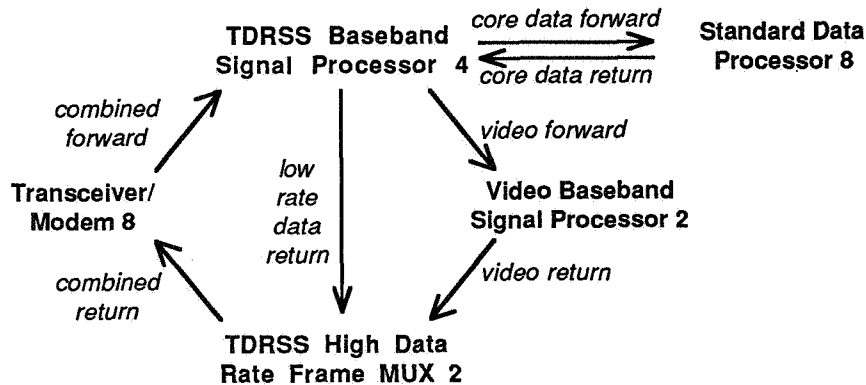 core data forward
TDRSS Baseband
Signal Processor 4
Standard Data
Processor 8
core data return
combined
forward
video forward
low
rate
data
return
Transceiver/
Modem 8
Video Baseband
Signal Processor 2
combined
return
video return
TDRSS High Data
Rate Frame MUX 2